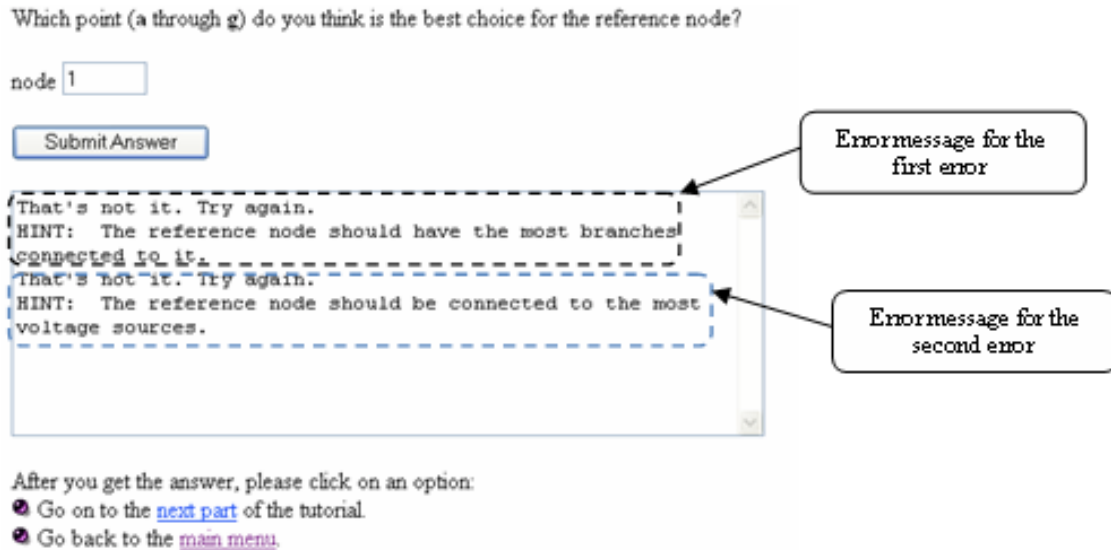 Which point (a through g) do you think is the best choice for the reference node?
node 1
Submit Answer
Error message for the
first error
That's not it. Try again.
HINT:  The reference node should have the most branches
connected to it.
That's not it. Try again.
HINT:  The reference node should be connected to the most
voltage sources.
Error message for the
second error
After you get the answer, please click on an option:
Go on to the next part of the tutorial.
Go back to the main menu.